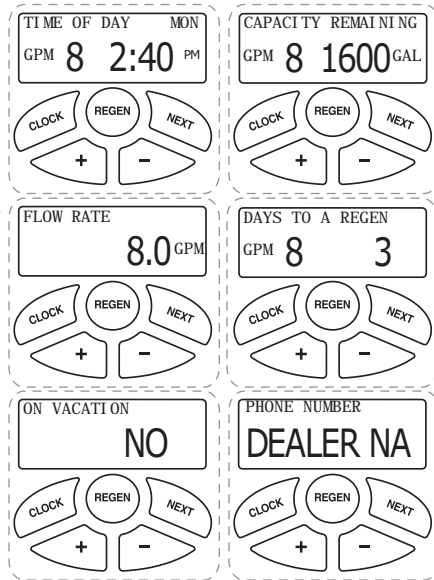 TIME OF DAY MON
GPM 8 2:40 PM
CLOCK REGEN NEXT
+ -
CAPACITY REMAINING
GPM 8 1600 GAL
CLOCK REGEN NEXT
+ -
FLOW RATE
8.0 GPM
CLOCK REGEN NEXT
+ -
DAYS TO A REGEN
GPM 8 3
CLOCK REGEN NEXT
+ -
ON VACATION
NO
CLOCK REGEN NEXT
+ -
PHONE NUMBER
DEALER NA
CLOCK REGEN NEXT
+ -